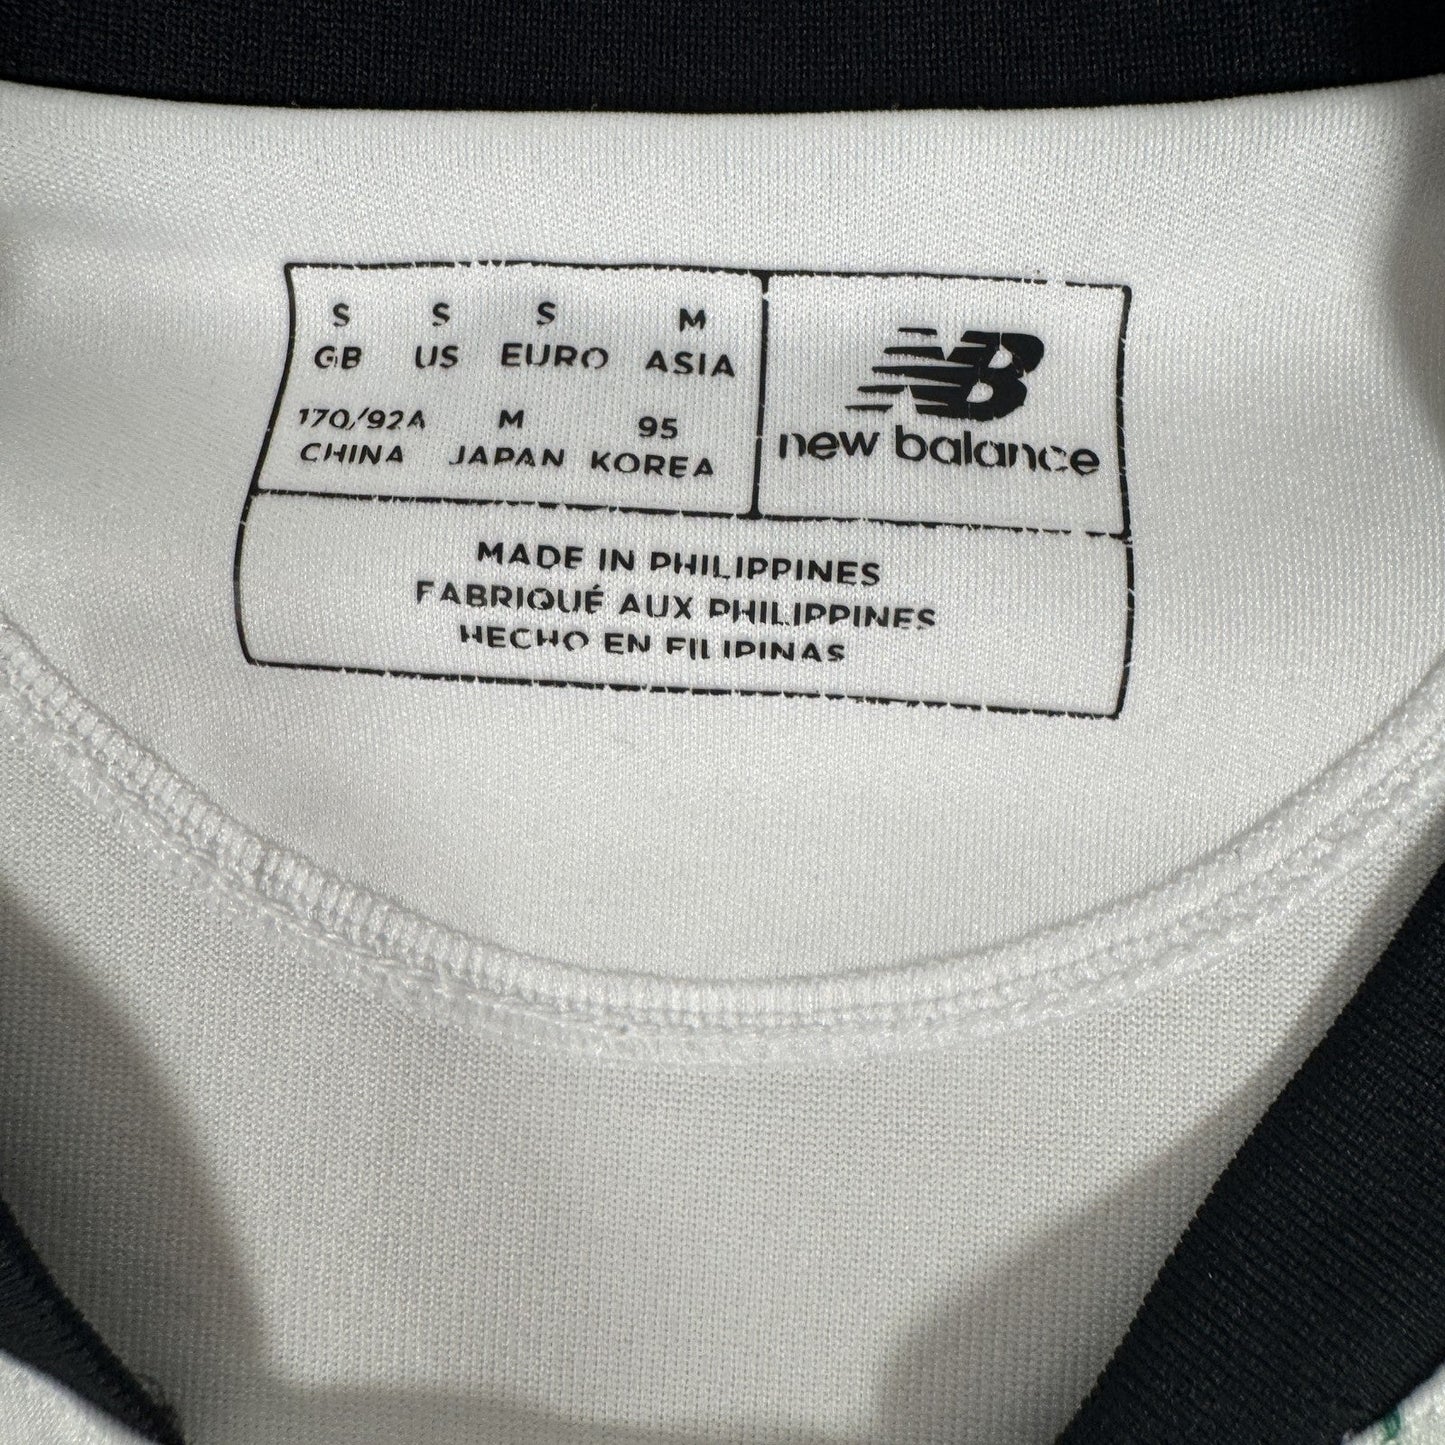 S S S M
GB US EURO ASIA
170/92A M 95
CHINA JAPAN KOREA
NB
new balance
MADE IN PHILIPPINES
FABRIQUÉ AUX PHILIPPINES
HECHO EN FILIPINAS